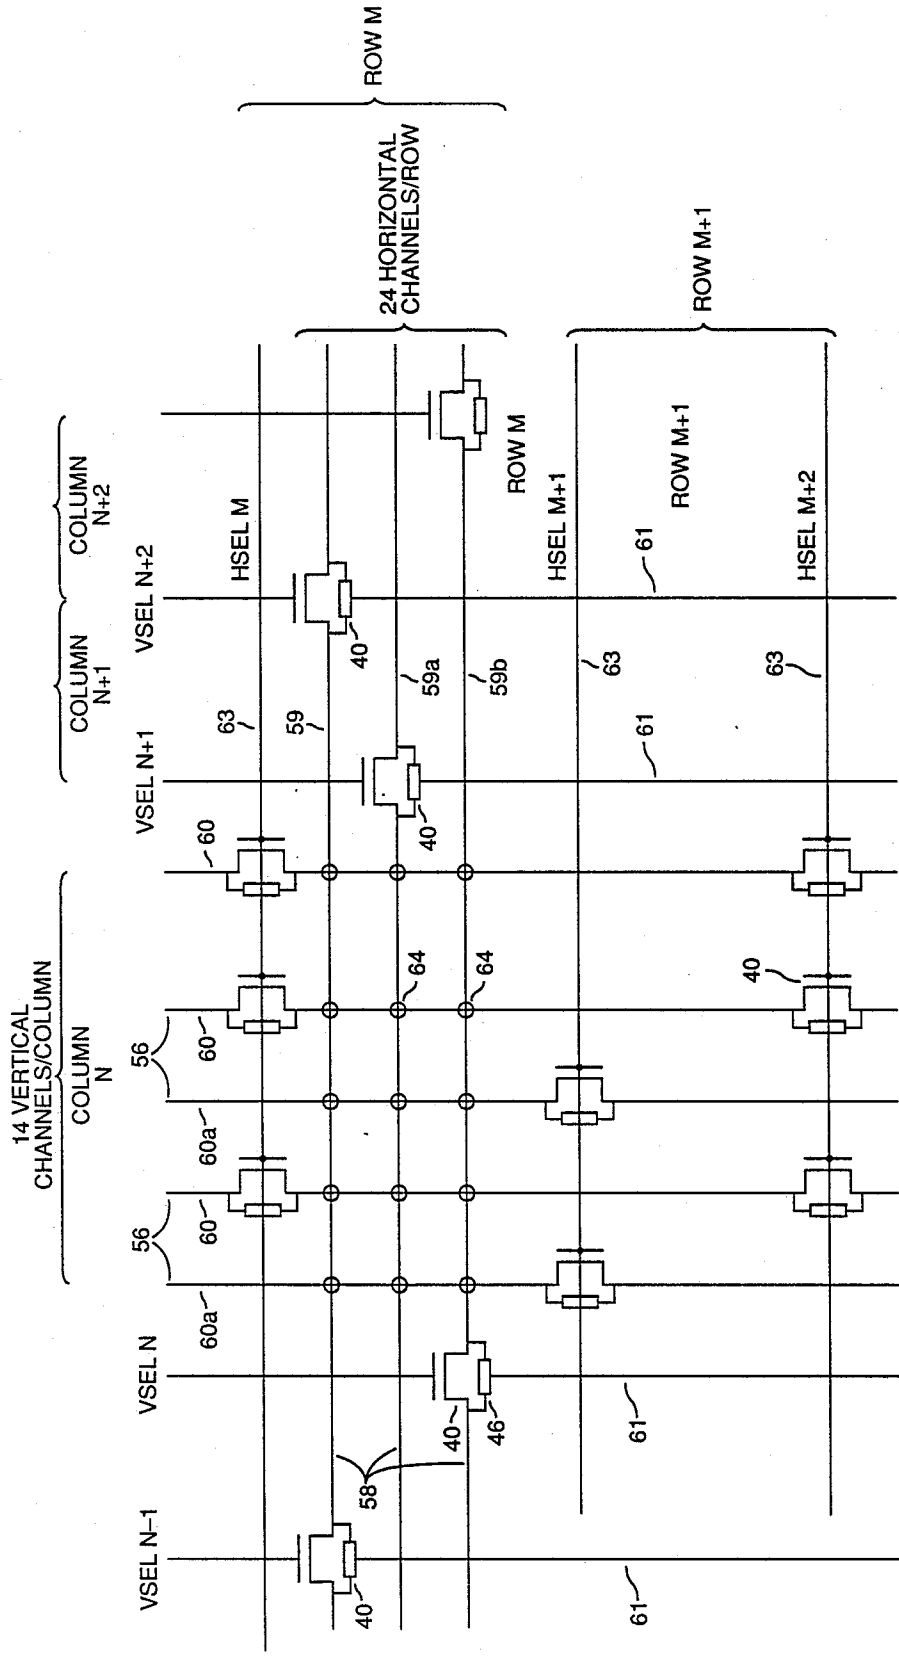 14 VERTICAL
CHANNELS/COLUMN
COLUMN
N
COLUMN
N+1
COLUMN
N+2
VSEL N–1
VSEL N
VSEL N+1
VSEL N+2
60a
56
60
60a
56
60
60
63
HSEL M
59
24 HORIZONTAL
CHANNELS/ROW
ROW M
40
58
40
46
64
64
40
59a
59b
40
ROW M
61
61
61
61
63
HSEL M+1
ROW M+1
ROW M+1
40
63
HSEL M+2